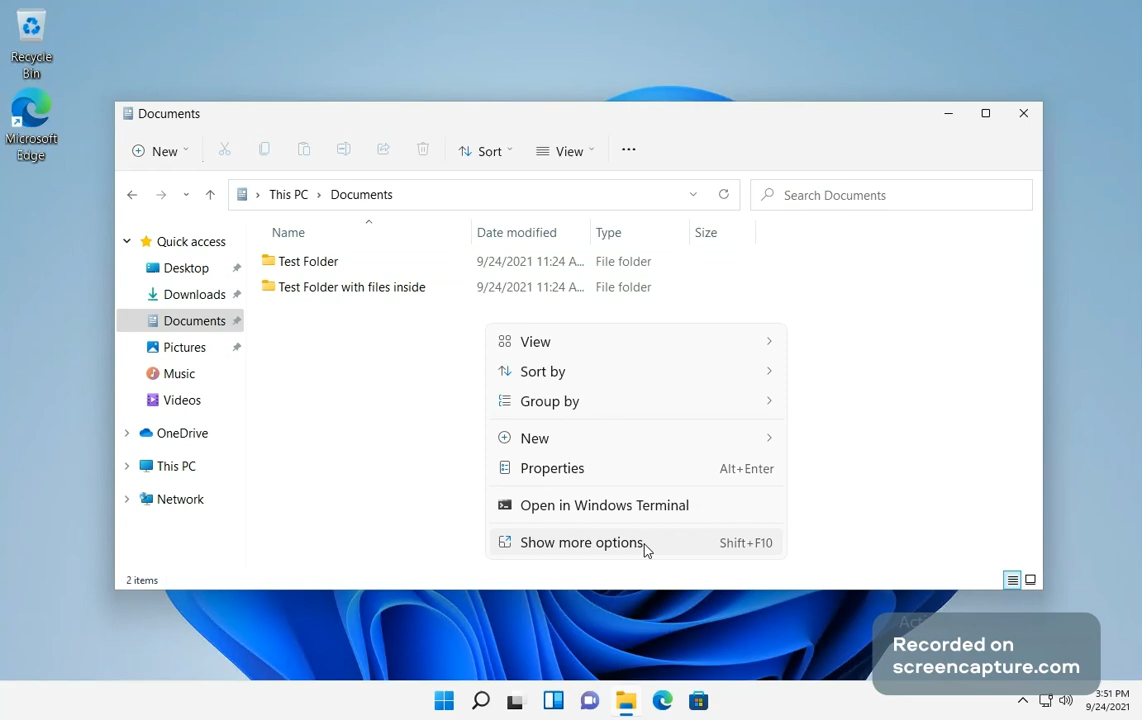 Recycle
Bin
Microsoft
Edge
Documents
New
Sort
View
This PC
Documents
Search Documents
Name
Date modified
Type
Size
Quick access
Desktop
Downloads
Documents
Pictures
Music
Videos
OneDrive
This PC
Network
Test Folder
9/24/2021 11:24 A...
File folder
Test Folder with files inside
9/24/2021 11:24 A...
File folder
View
Sort by
Group by
New
Properties
Alt+Enter
Open in Windows Terminal
Show more options
Shift+F10
2 items
Recorded on
screencapture.com
3:51 PM
9/24/2021